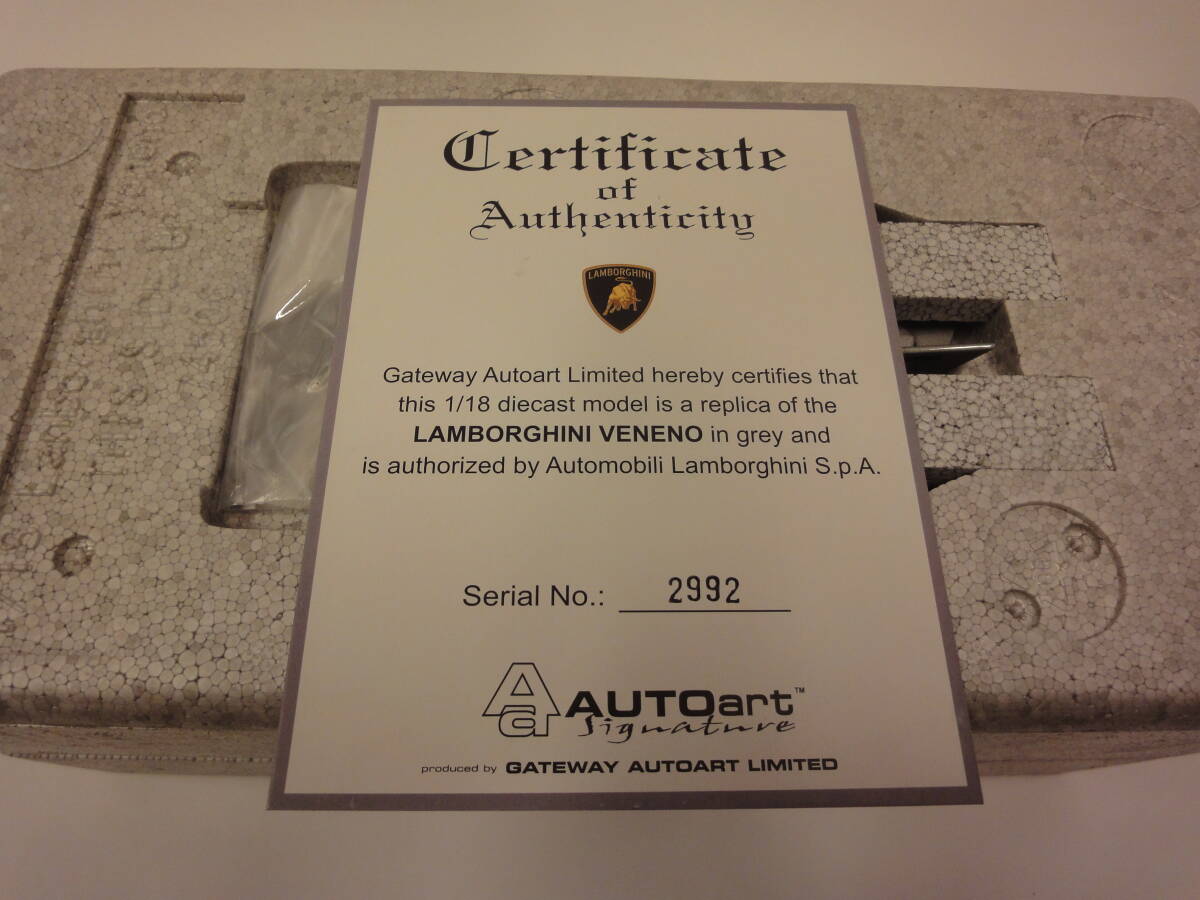 Certificate
of
Authenticity
LAMBORGHINI
Gateway Autoart Limited hereby certifies that
this 1/18 diecast model is a replica of the
LAMBORGHINI VENENO in grey and
is authorized by Automobili Lamborghini S.p.A.
Serial No.: 2992
Aa AUTOart™
Signature
produced by GATEWAY AUTOART LIMITED